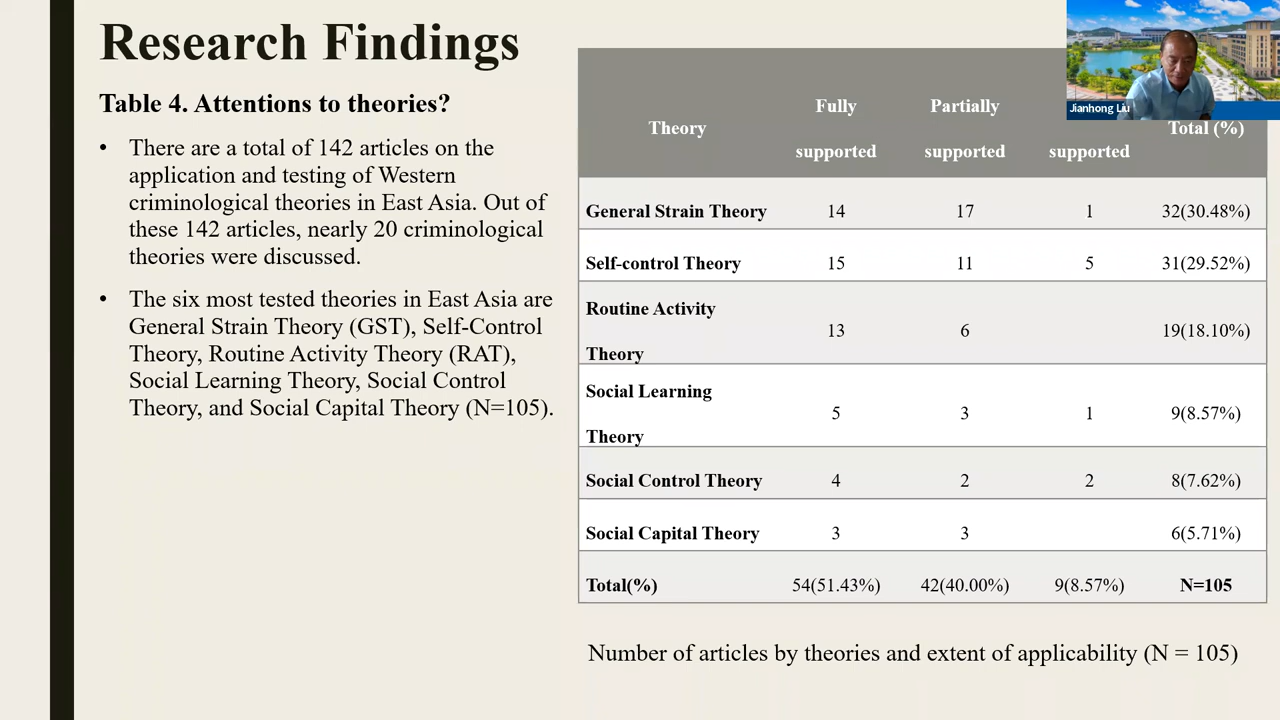 Research Findings
Table 4. Attentions to theories?
• There are a total of 142 articles on the
application and testing of Western
criminological theories in East Asia. Out of
these 142 articles, nearly 20 criminological
theories were discussed.
• The six most tested theories in East Asia are
General Strain Theory (GST), Self-Control
Theory, Routine Activity Theory (RAT),
Social Learning Theory, Social Control
Theory, and Social Capital Theory (N=105).
Theory Fully supported Partially supported supported Total (%)
General Strain Theory 14 17 1 32(30.48%)
Self-control Theory 15 11 5 31(29.52%)
Routine Activity Theory 13 6 19(18.10%)
Social Learning Theory 5 3 1 9(8.57%)
Social Control Theory 4 2 2 8(7.62%)
Social Capital Theory 3 3 6(5.71%)
Total(%) 54(51.43%) 42(40.00%) 9(8.57%) N=105
Number of articles by theories and extent of applicability (N = 105)
Jianhong Liu